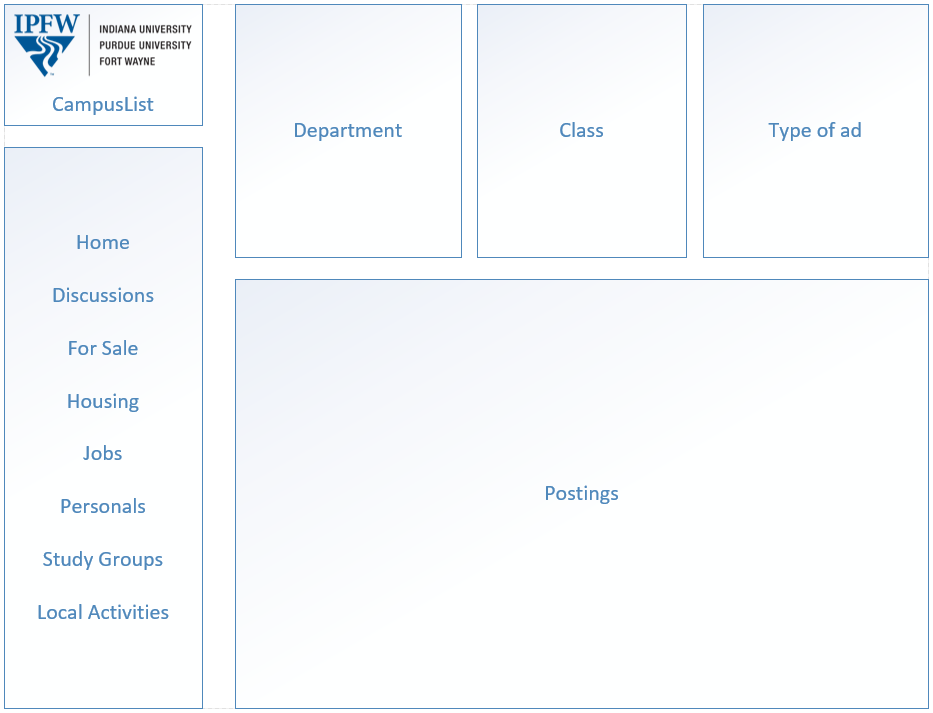 IPFW
INDIANA UNIVERSITY
PURDUE UNIVERSITY
FORT WAYNE
CampusList
Home
Discussions
For Sale
Housing
Jobs
Personals
Study Groups
Local Activities
Department
Class
Type of ad
Postings